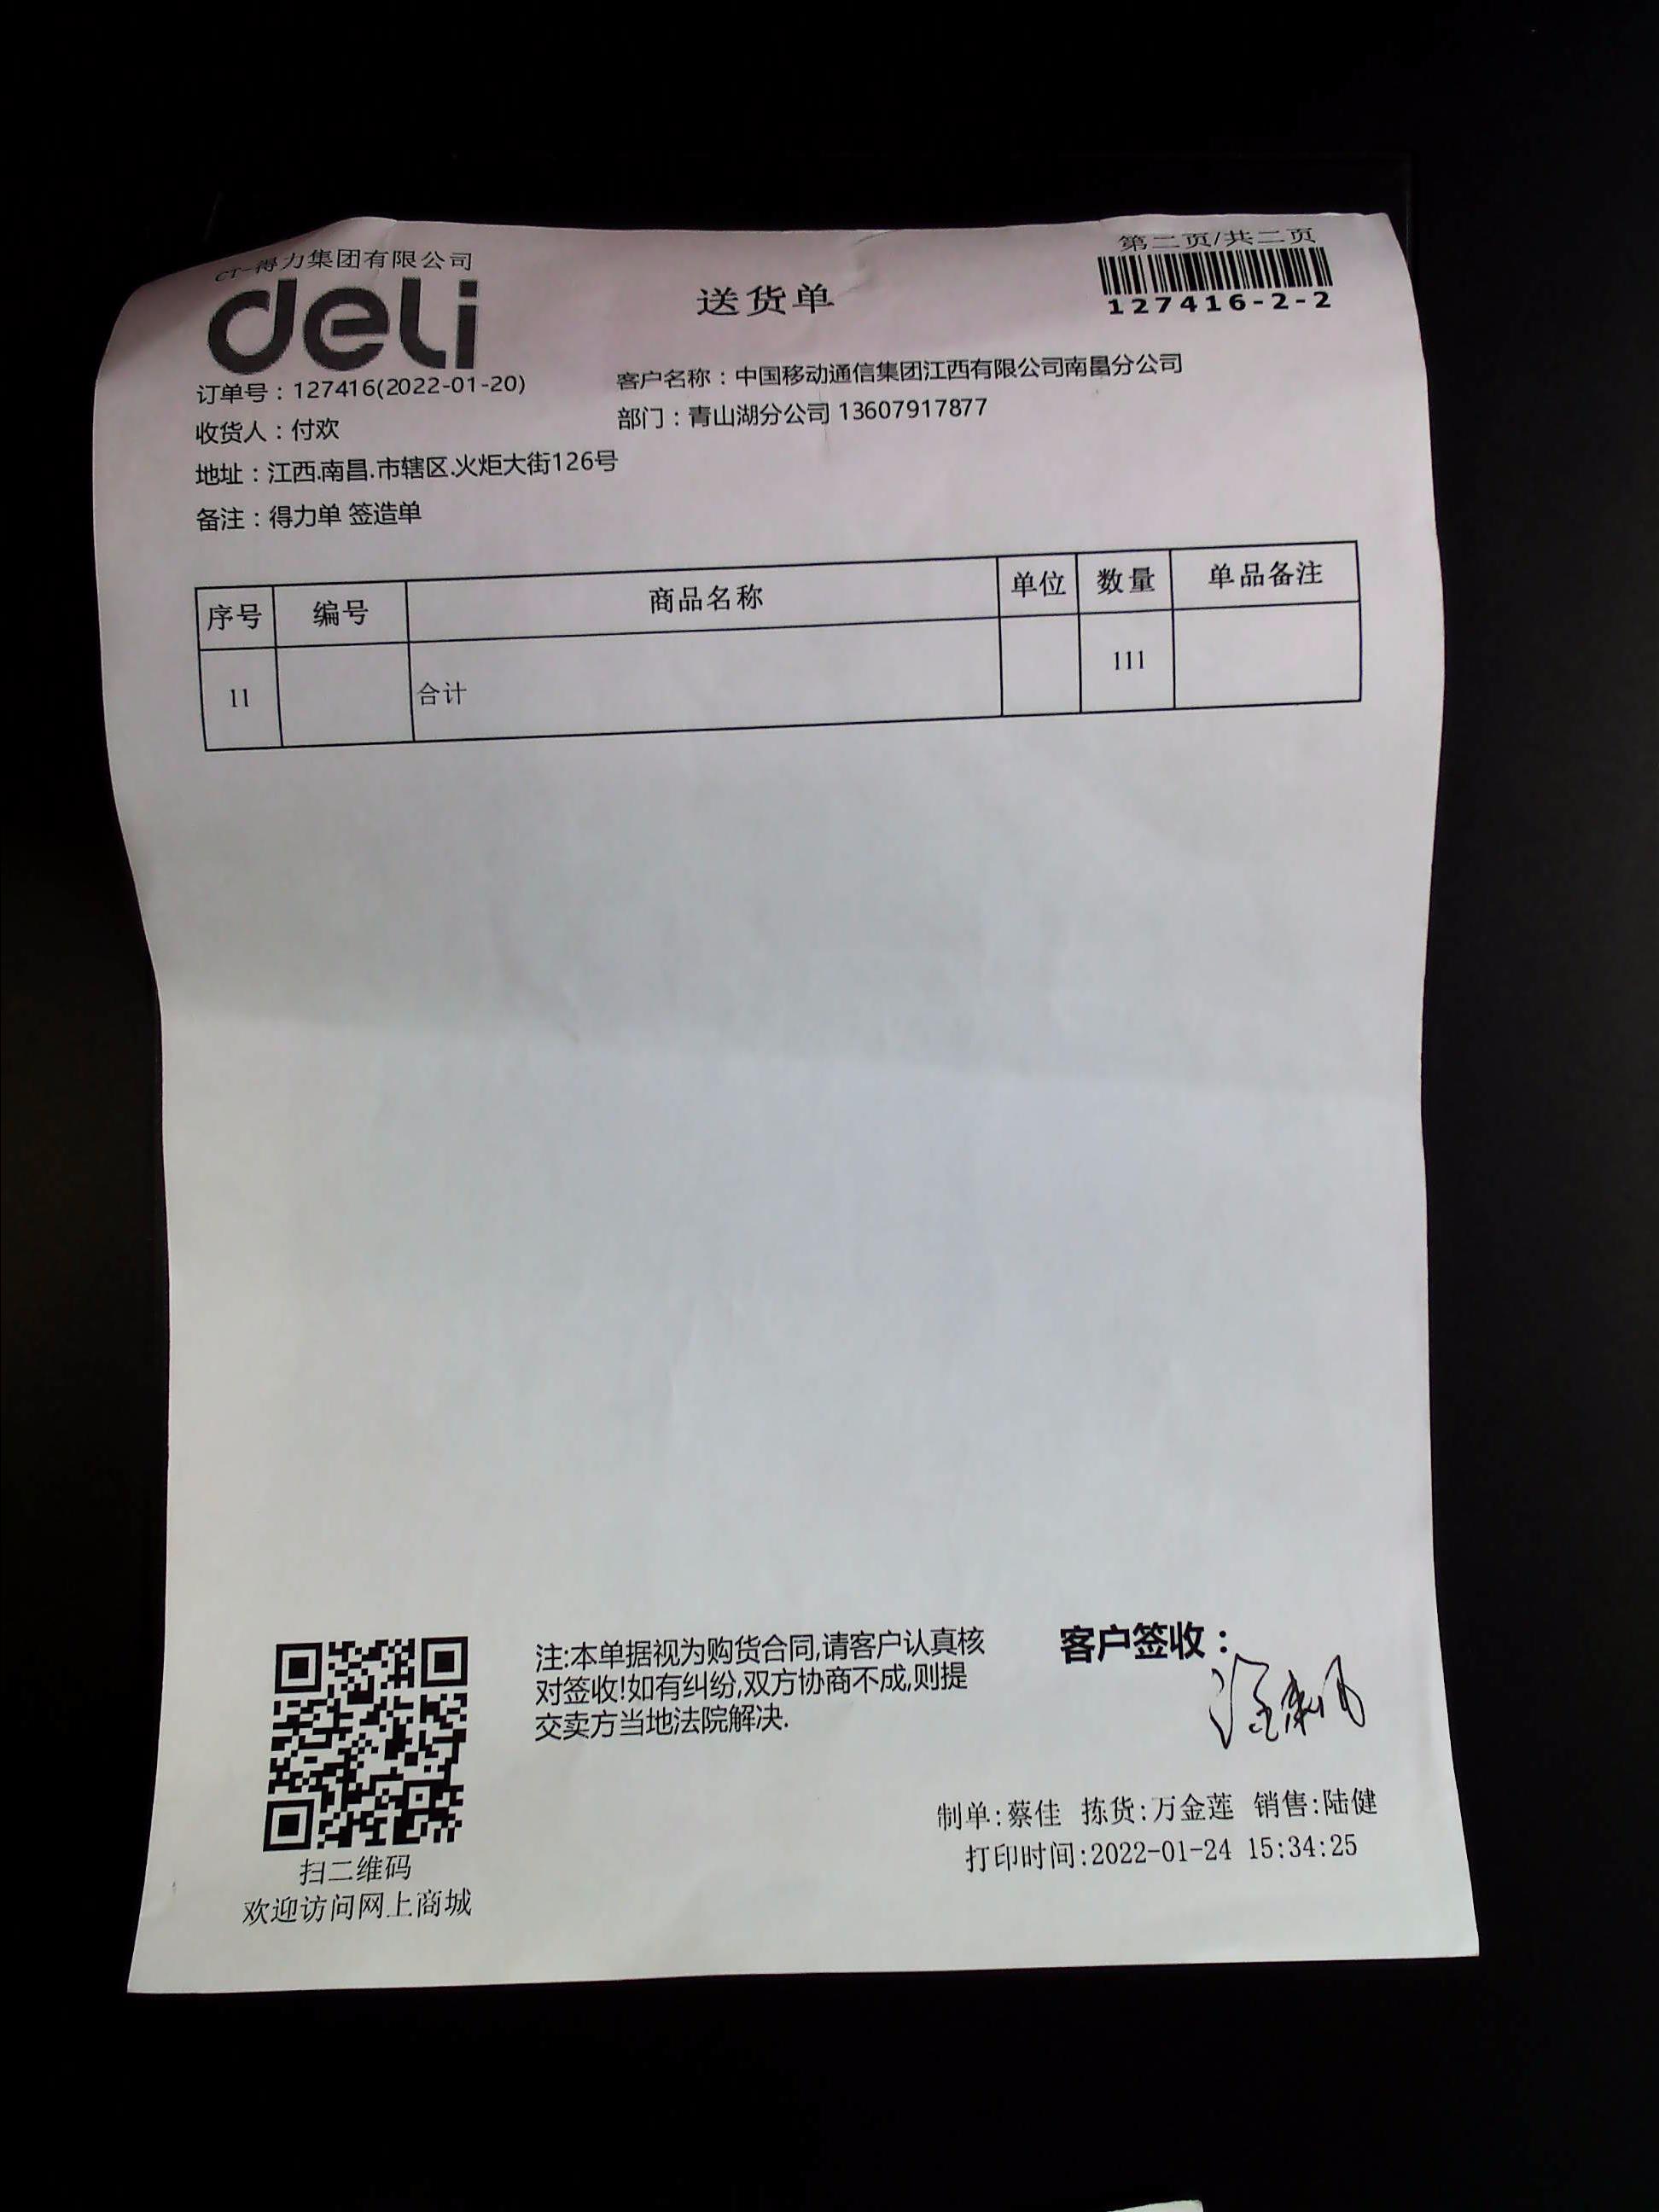 CT-得力集团有限公司
deli
送货单
第二页/共二页
127416-2-2
订单号：127416(2022-01-20)
客户名称：中国移动通信集团江西有限公司南昌分公司
收货人：付欢
部门：青山湖分公司 13607917877
地址：江西.南昌.市辖区.火炬大街126号
备注：得力单 签造单
序号 编号 商品名称 单位 数量 单品备注
11 合计 111
注:本单据视为购货合同,请客户认真核
对签收!如有纠纷,双方协商不成,则提
交卖方当地法院解决.
客户签收：
扫二维码
欢迎访问网上商城
制单:蔡佳 拣货:万金莲 销售:陆健
打印时间:2022-01-24 15:34:25